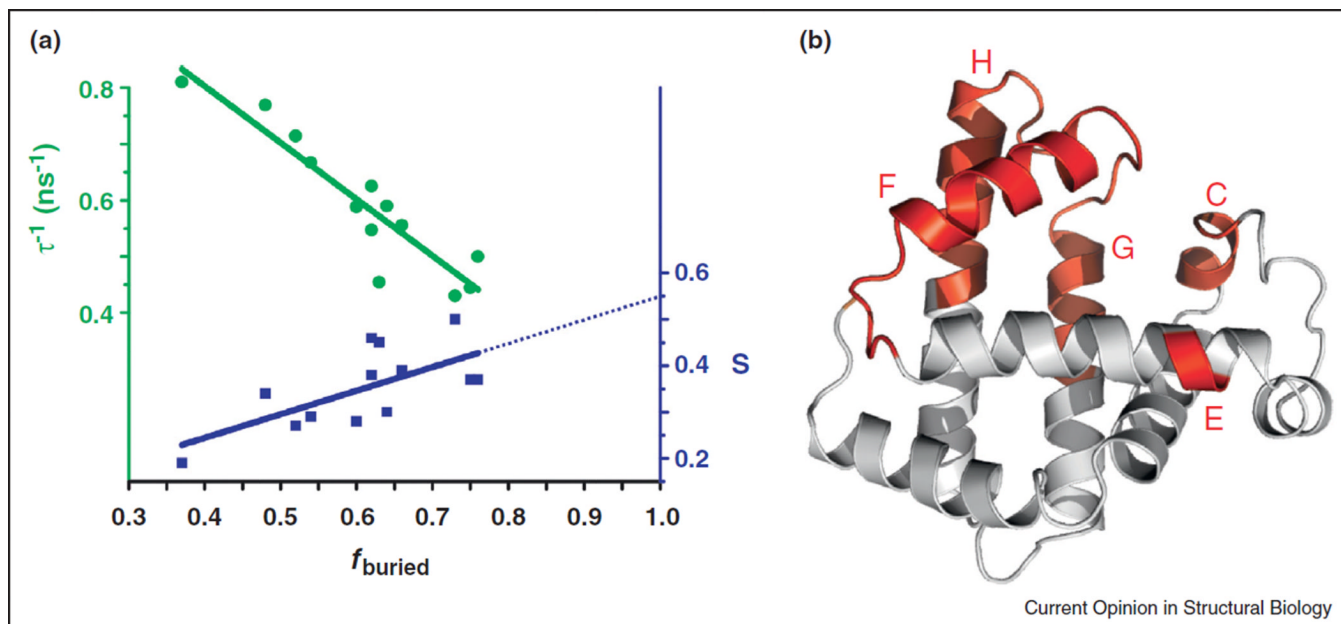 (a)
0.8
0.6
0.4
τ⁻¹ (ns⁻¹)
0.6
0.4
0.2
S
0.3 0.4 0.5 0.6 0.7 0.8 0.9 1.0
f buried
(b)
H
F
C
G
E
Current Opinion in Structural Biology